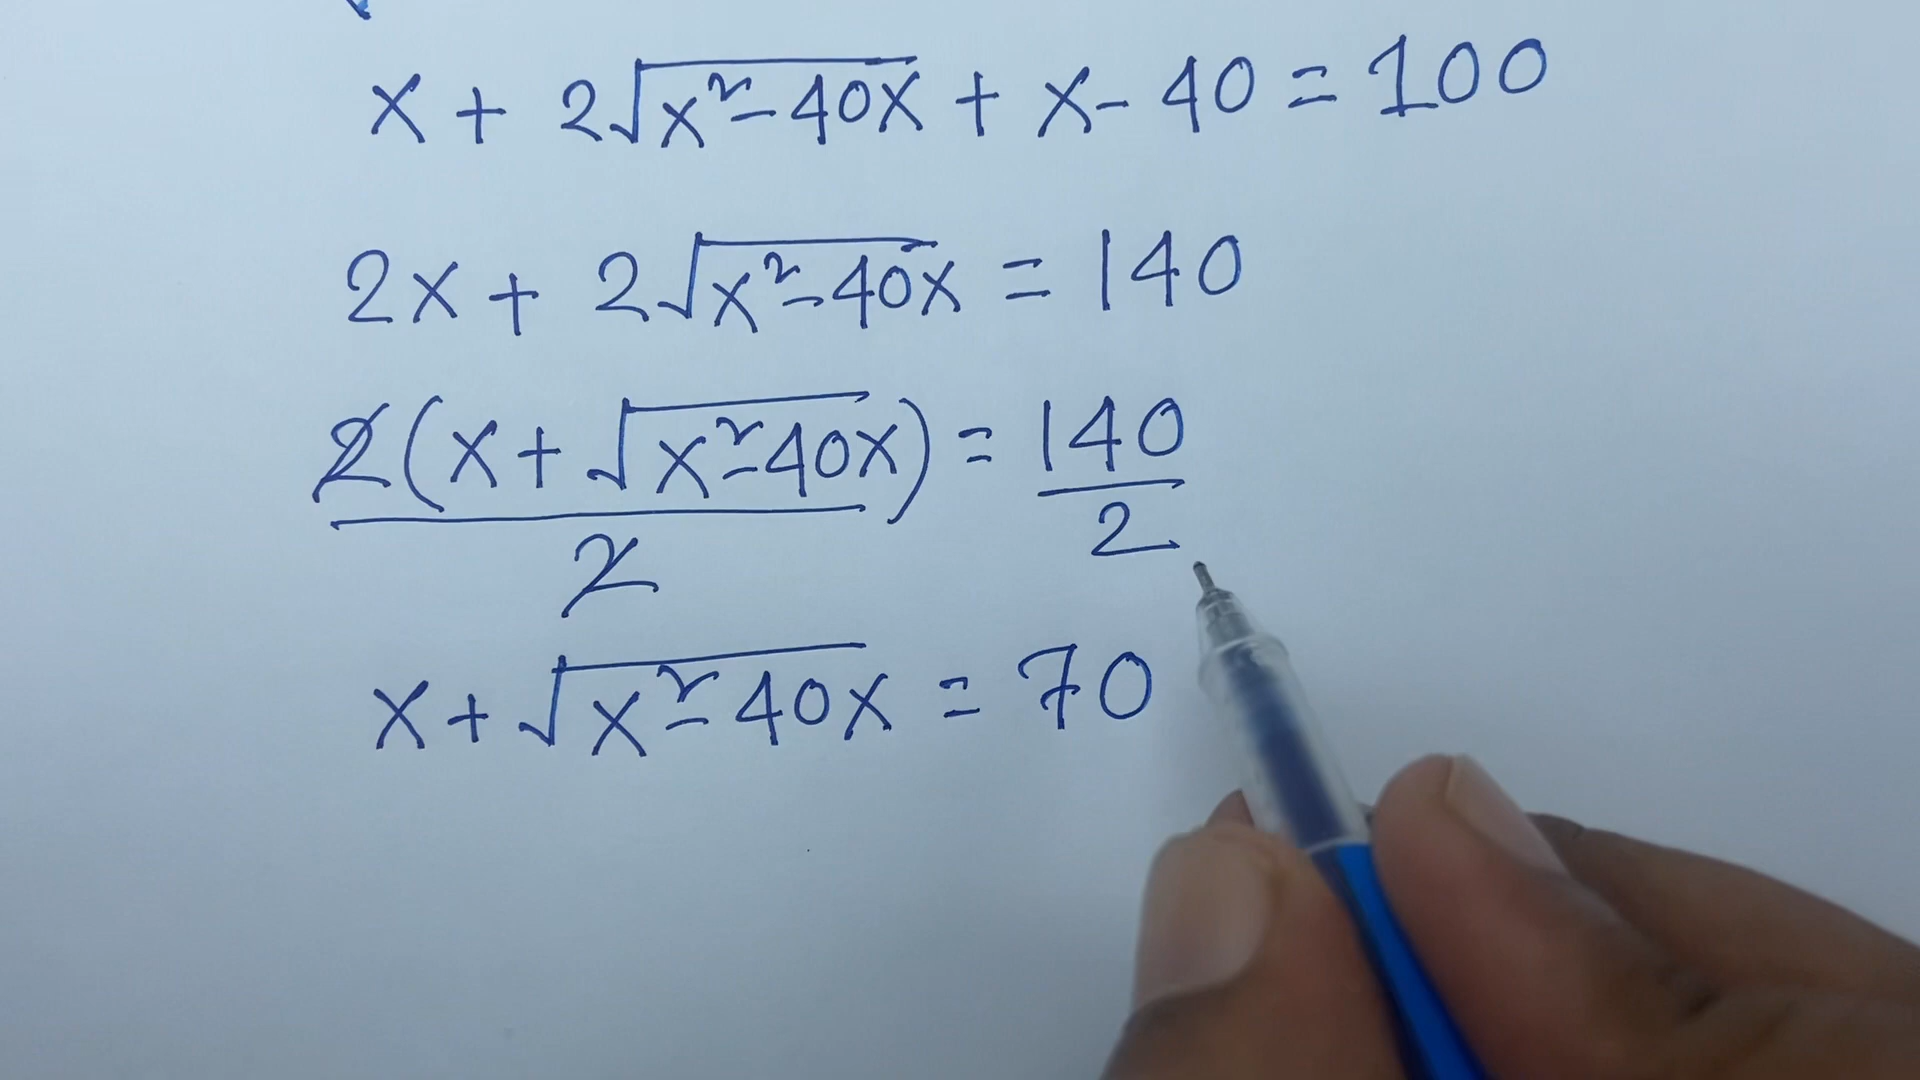 x + 2√(x² - 40x) + x - 40 = 100
2x + 2√(x² - 40x) = 140
2(x + √(x² - 40x))/2 = 140/2
x + √(x² - 40x) = 70